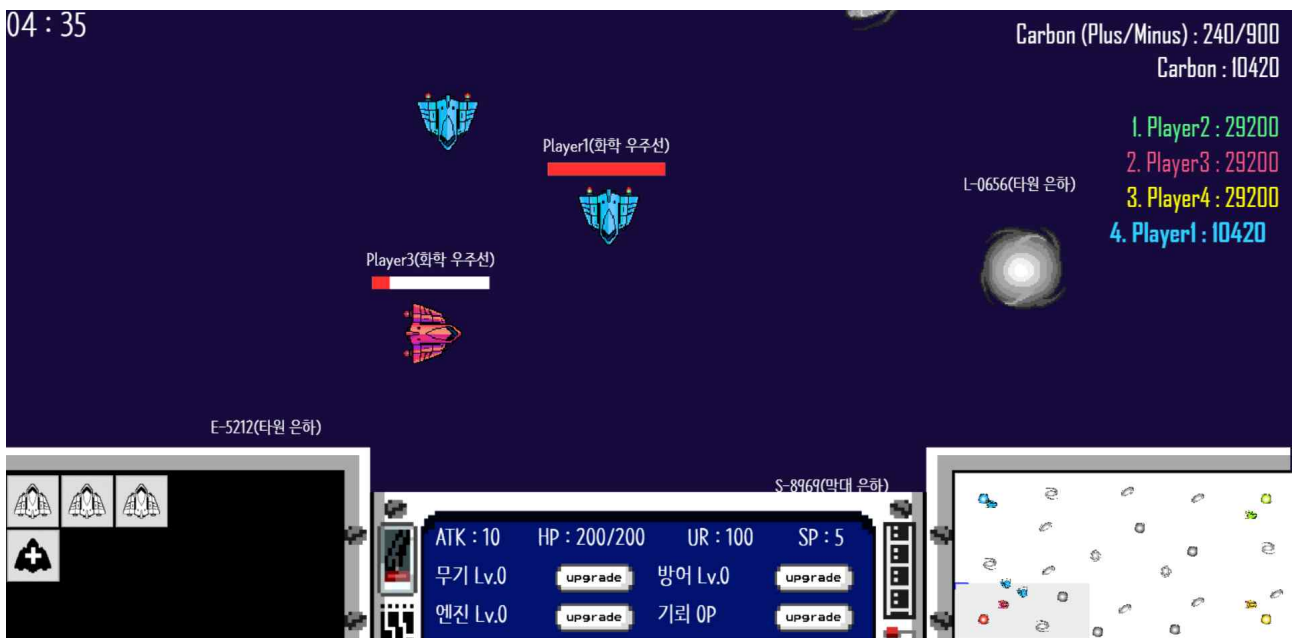 04 : 35
Carbon (Plus/Minus) : 240/900
Carbon : 10420
1. Player2 : 29200
2. Player3 : 29200
3. Player4 : 29200
4. Player1 : 10420
Player1(화학 우주선)
L-0656(타원 은하)
Player3(화학 우주선)
E-5212(타원 은하)
S-8969(막대 은하)
ATK : 10 HP : 200/200 UR : 100 SP : 5
무기 Lv.0 upgrade 방어 Lv.0 upgrade
엔진 Lv.0 upgrade 기뢰 0P upgrade